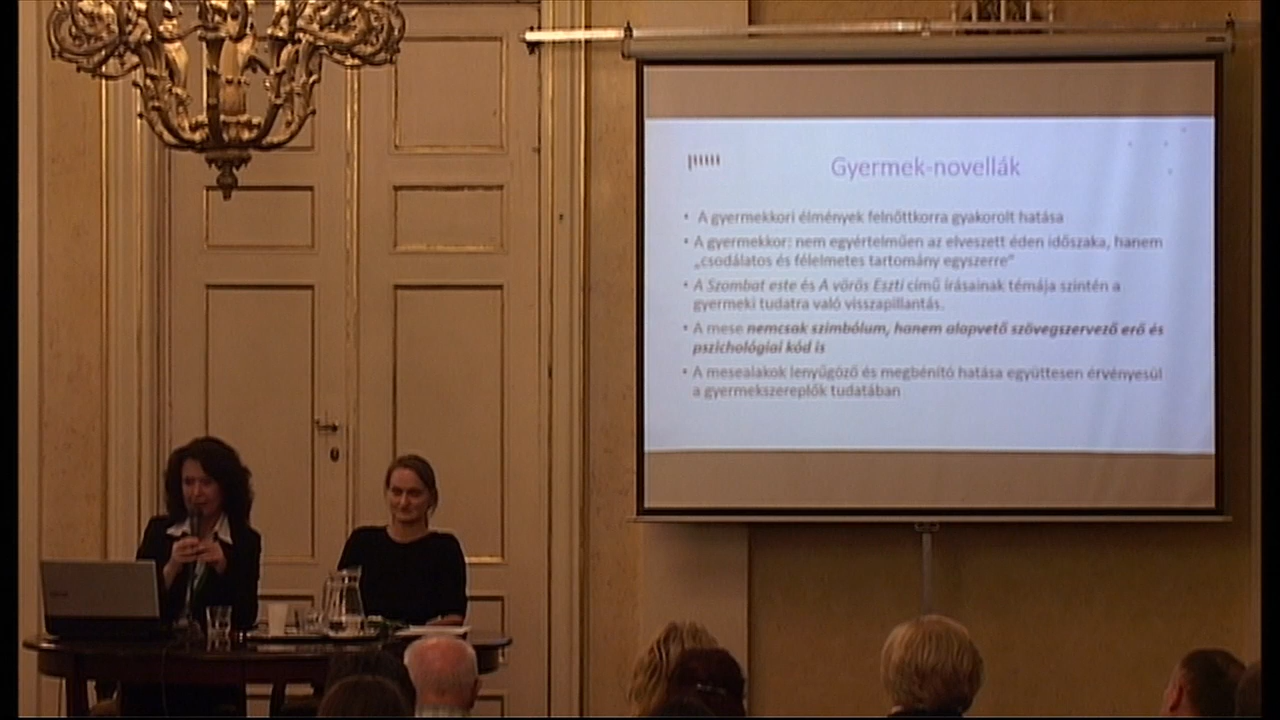 Gyermek-novellák
• A gyermekkori élmények felnőttkorra gyakorolt hatása
• A gyermekkor: nem egyértelműen az elveszett éden időszaka, hanem
„csodálatos és félelmetes tartomány egyszerre"
• A Szombat este és A vörös Eszti című írásainak témája szintén a
gyermeki tudatra való visszapillantás.
• A mese nemcsak szimbólum, hanem alapvető szövegszervező erő és
pszichológiai kód is
• A mesealakok lenyűgöző és megbénító hatása együttesen érvényesül
a gyermekszereplők tudatában